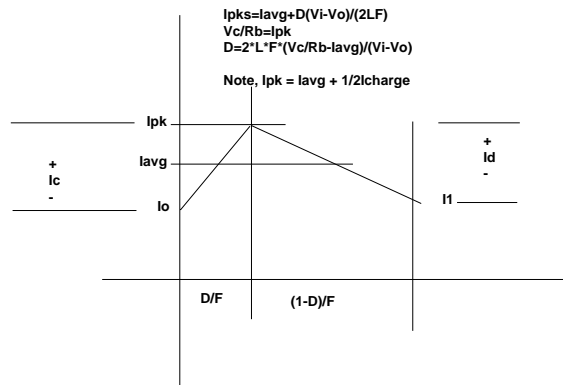 Ipks=Iavg+D(Vi-Vo)/(2LF)
Vc/Rb=Ipk
D=2*L*F*(Vc/Rb-Iavg)/(Vi-Vo)
Note, Ipk = Iavg + 1/2Icharge
Ipk
+
Ic
-
Iavg
+
Id
-
Io
I1
D/F
(1-D)/F